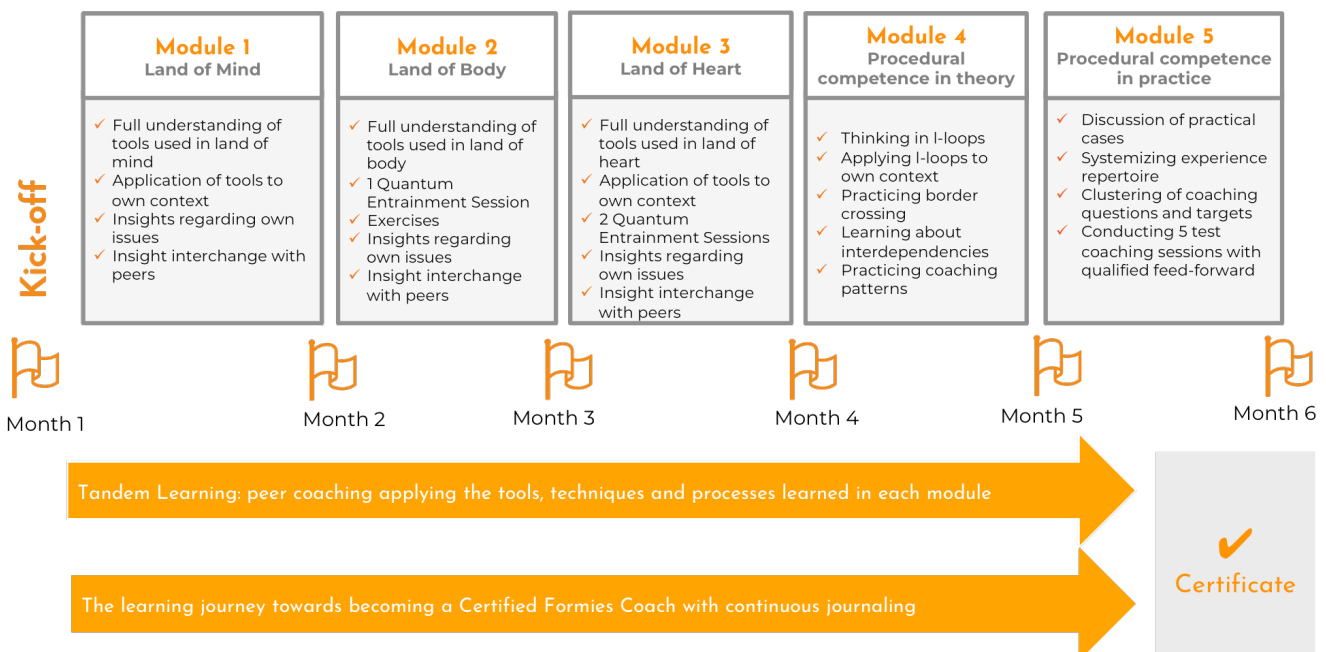 Kick-off
Module 1
Land of Mind
Full understanding of
tools used in land of
mind
Application of tools to
own context
Insights regarding own
issues
Insight interchange with
peers
Module 2
Land of Body
Full understanding of
tools used in land of
body
1 Quantum
Entrainment Session
Exercises
Insights regarding
own issues
Insight interchange
with peers
Module 3
Land of Heart
Full understanding of
tools used in land of
heart
Application of tools to
own context
2 Quantum
Entrainment Sessions
Insights regarding
own issues
Insight interchange
with peers
Module 4
Procedural
competence in theory
Thinking in l-loops
Applying l-loops to
own context
Practicing border
crossing
Learning about
interdependencies
Practicing coaching
patterns
Module 5
Procedural competence
in practice
Discussion of practical
cases
Systemizing experience
repertoire
Clustering of coaching
questions and targets
Conducting 5 test
coaching sessions with
qualified feed-forward
Month 1
Month 2
Month 3
Month 4
Month 5
Month 6
Tandem Learning: peer coaching applying the tools, techniques and processes learned in each module
The learning journey towards becoming a Certified Formies Coach with continuous journaling
Certificate